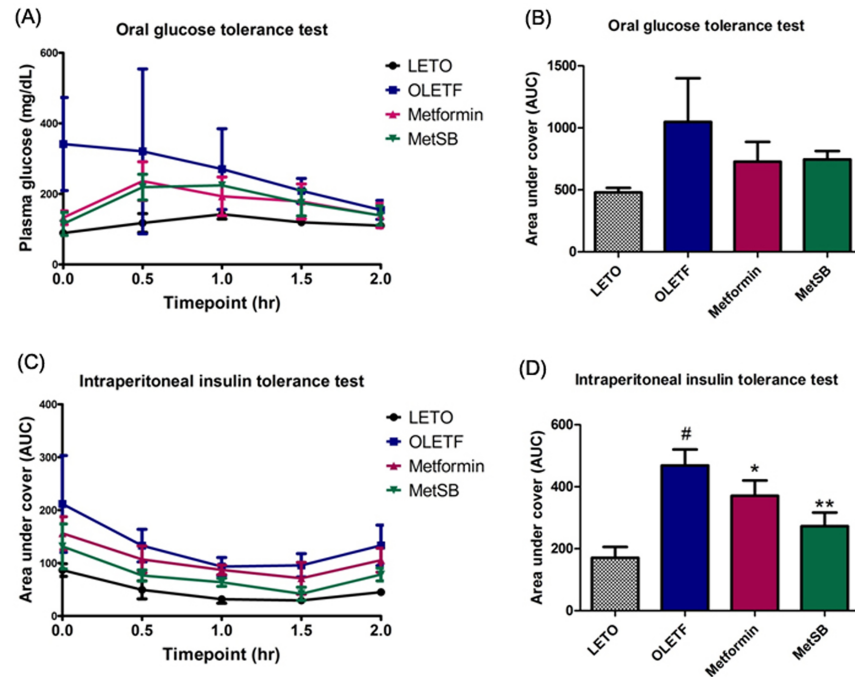 (A)
Oral glucose tolerance test
Plasma glucose (mg/dL)
600
400
200
0
0.0 0.5 1.0 1.5 2.0
Timepoint (hr)
LETO
OLETF
Metformin
MetSB
(B)
Oral glucose tolerance test
Area under cover (AUC)
1500
1000
500
0
LETO
OLETF
Metformin
MetSB
(C)
Intraperitoneal insulin tolerance test
Area under cover (AUC)
400
300
200
100
0
0.0 0.5 1.0 1.5 2.0
Timepoint (hr)
LETO
OLETF
Metformin
MetSB
(D)
Intraperitoneal insulin tolerance test
Area under cover (AUC)
600
400
200
0
#
*
**
LETO
OLETF
Metformin
MetSB